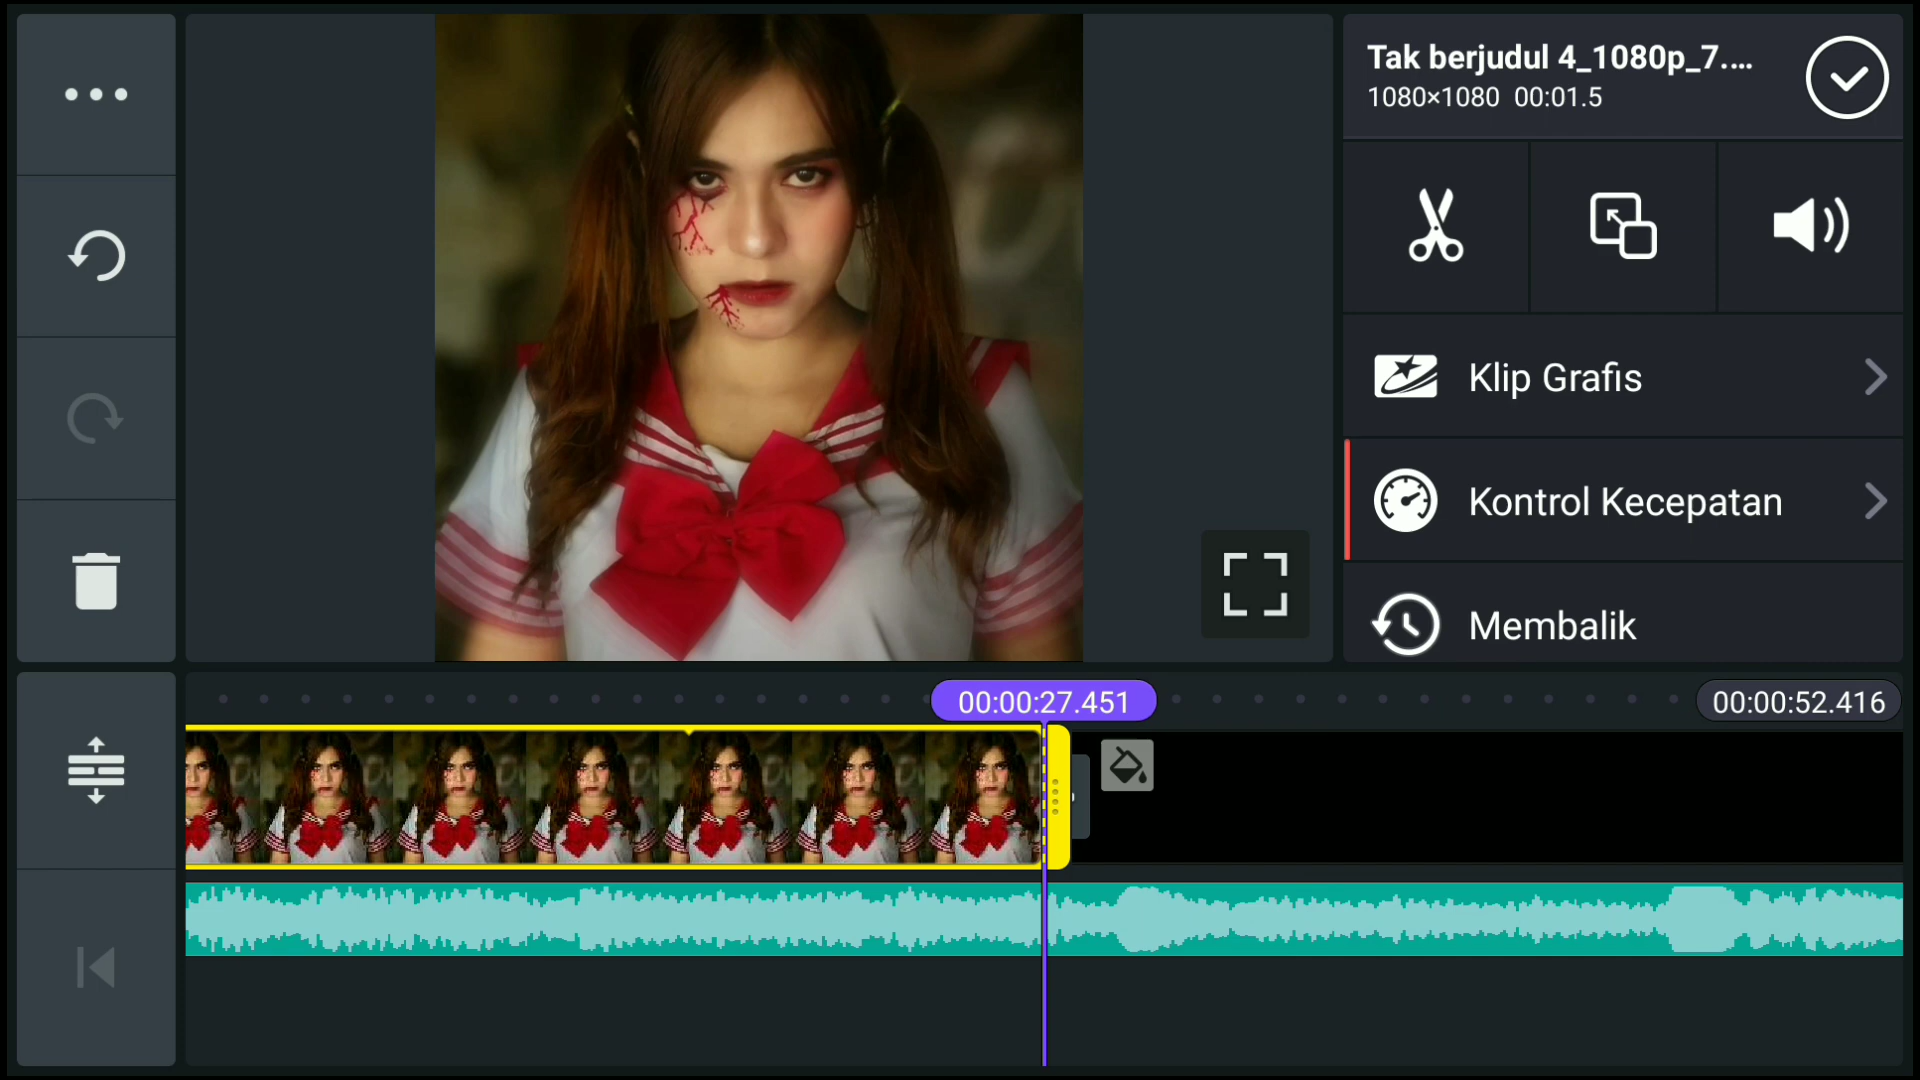 Tak berjudul 4_1080p_7....
1080×1080 00:01.5
Klip Grafis
Kontrol Kecepatan
Membalik
00:00:27.451
00:00:52.416